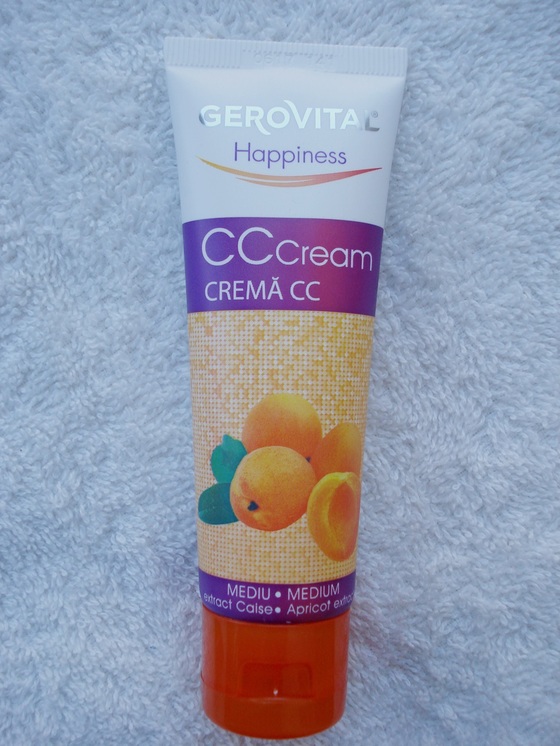 GEROVITAL
Happiness
CC Cream
CREMĂ CC
MEDIU • MEDIUM
extract Caise • Apricot extract